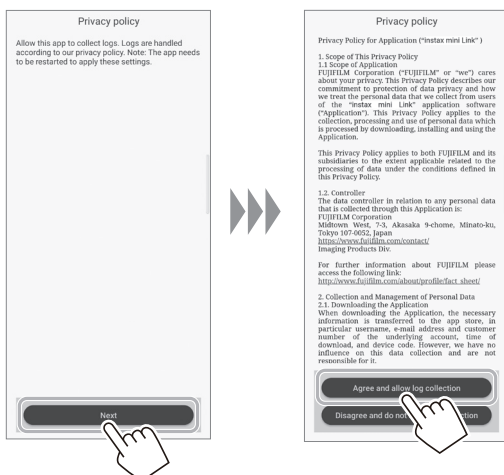 Privacy policy
Allow this app to collect logs. Logs are handled
according to our privacy policy. Note: The app needs
to be restarted to apply these settings.
Next
Privacy policy
Privacy Policy for Application ("instax mini Link" )
1. Scope of This Privacy Policy
1.1 Scope of Application
FUJIFILM Corporation ("FUJIFILM" or "we") cares
about your privacy. This Privacy Policy describes our
commitment to protection of data privacy and how
we treat the personal data that we collect from users
of the "instax mini Link" application software
("Application"). This Privacy Policy applies to the
collection, processing and use of personal data which
is processed by downloading, installing and using the
Application.
This Privacy Policy applies to both FUJIFILM and its
subsidiaries to the extent applicable related to the
processing of data under the conditions defined in
this Privacy Policy.
1.2. Controller
The data controller in relation to any personal data
that is collected through this Application is:
FUJIFILM Corporation
Midtown West, 7-3, Akasaka 9-chome, Minato-ku,
Tokyo 107-0052, Japan
https://www.fujifilm.com/contact/
Imaging Products Div.
For further information about FUJIFILM please
access the following link:
http://www.fujifilm.com/about/profile/fact_sheet/
2. Collection and Management of Personal Data
2.1. Downloading the Application
When downloading the Application, the necessary
information is transferred to the app store, in
particular username, e-mail address and customer
number of the underlying account, time of
download, and device code. However, we have no
influence on this data collection and are not
responsible for it.
Agree and allow log collection
Disagree and do not